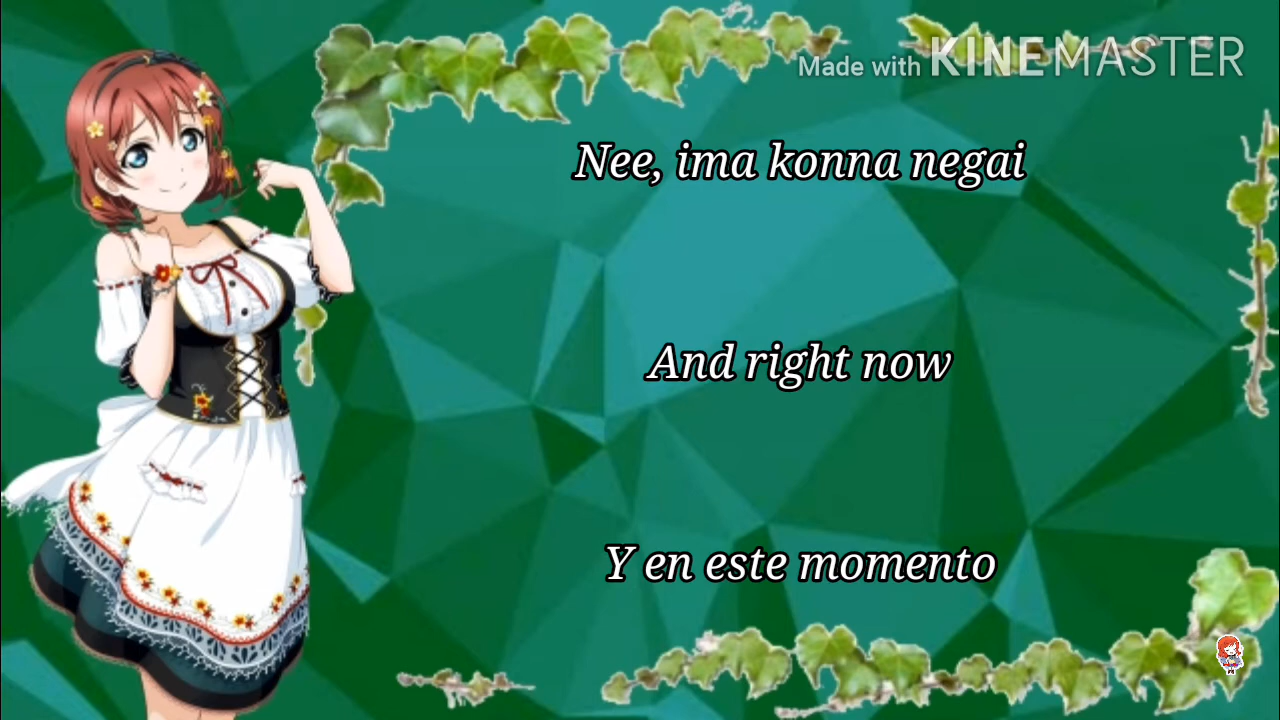 Made with KINEMASTER
Nee, ima konna negai
And right now
Y en este momento